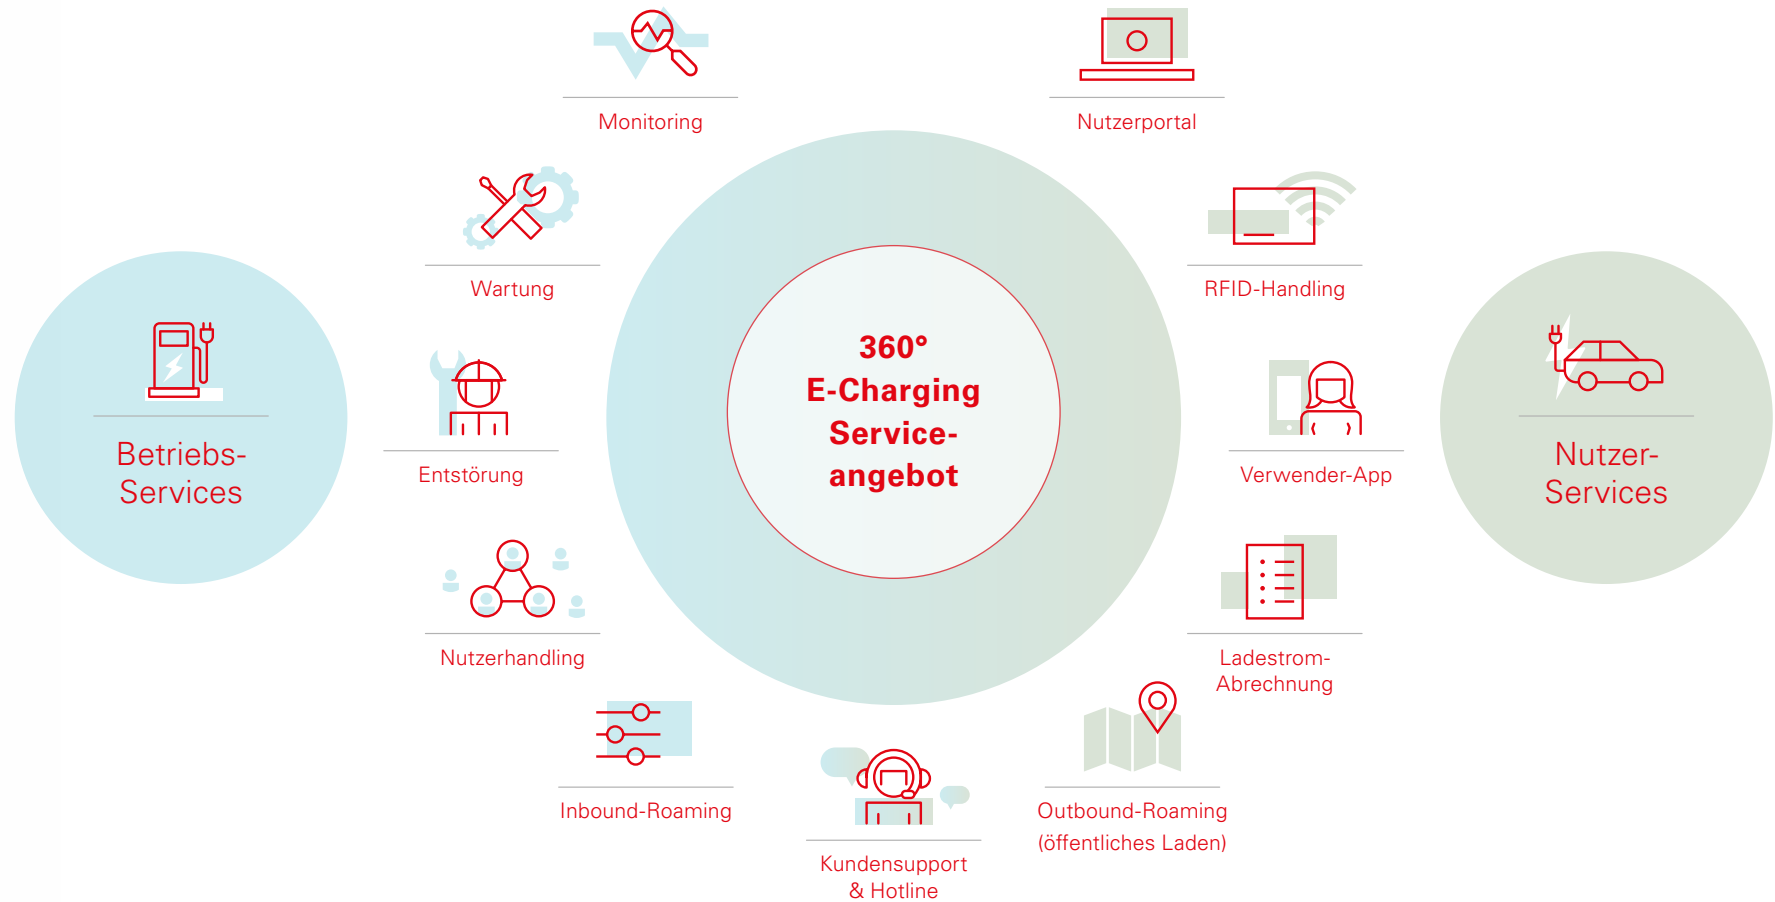 Monitoring
Nutzerportal
Wartung
RFID-Handling
360°
E-Charging
Service-
angebot
Betriebs-
Services
Nutzer-
Services
Entstörung
Verwender-App
Nutzerhandling
Ladestrom-
Abrechnung
Inbound-Roaming
Outbound-Roaming
(öffentliches Laden)
Kundensupport
& Hotline